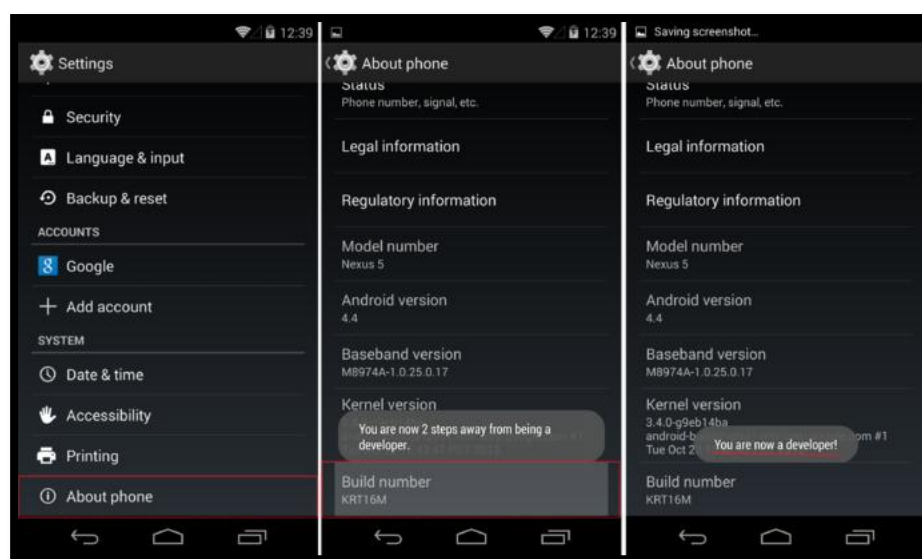 12:39
Settings
Security
Language & input
Backup & reset
ACCOUNTS
Google
Add account
SYSTEM
Date & time
Accessibility
Printing
About phone
12:39
About phone
Status
Phone number, signal, etc.
Legal information
Regulatory information
Model number
Nexus 5
Android version
4.4
Baseband version
M8974A-1.0.25.0.17
Kernel version
You are now 2 steps away from being a
developer.
Build number
KRT16M
Saving screenshot...
About phone
Status
Phone number, signal, etc.
Legal information
Regulatory information
Model number
Nexus 5
Android version
4.4
Baseband version
M8974A-1.0.25.0.17
Kernel version
3.4.0-g9eb14ba
android-b
.com #1
Tue Oct 2
You are now a developer!
Build number
KRT16M